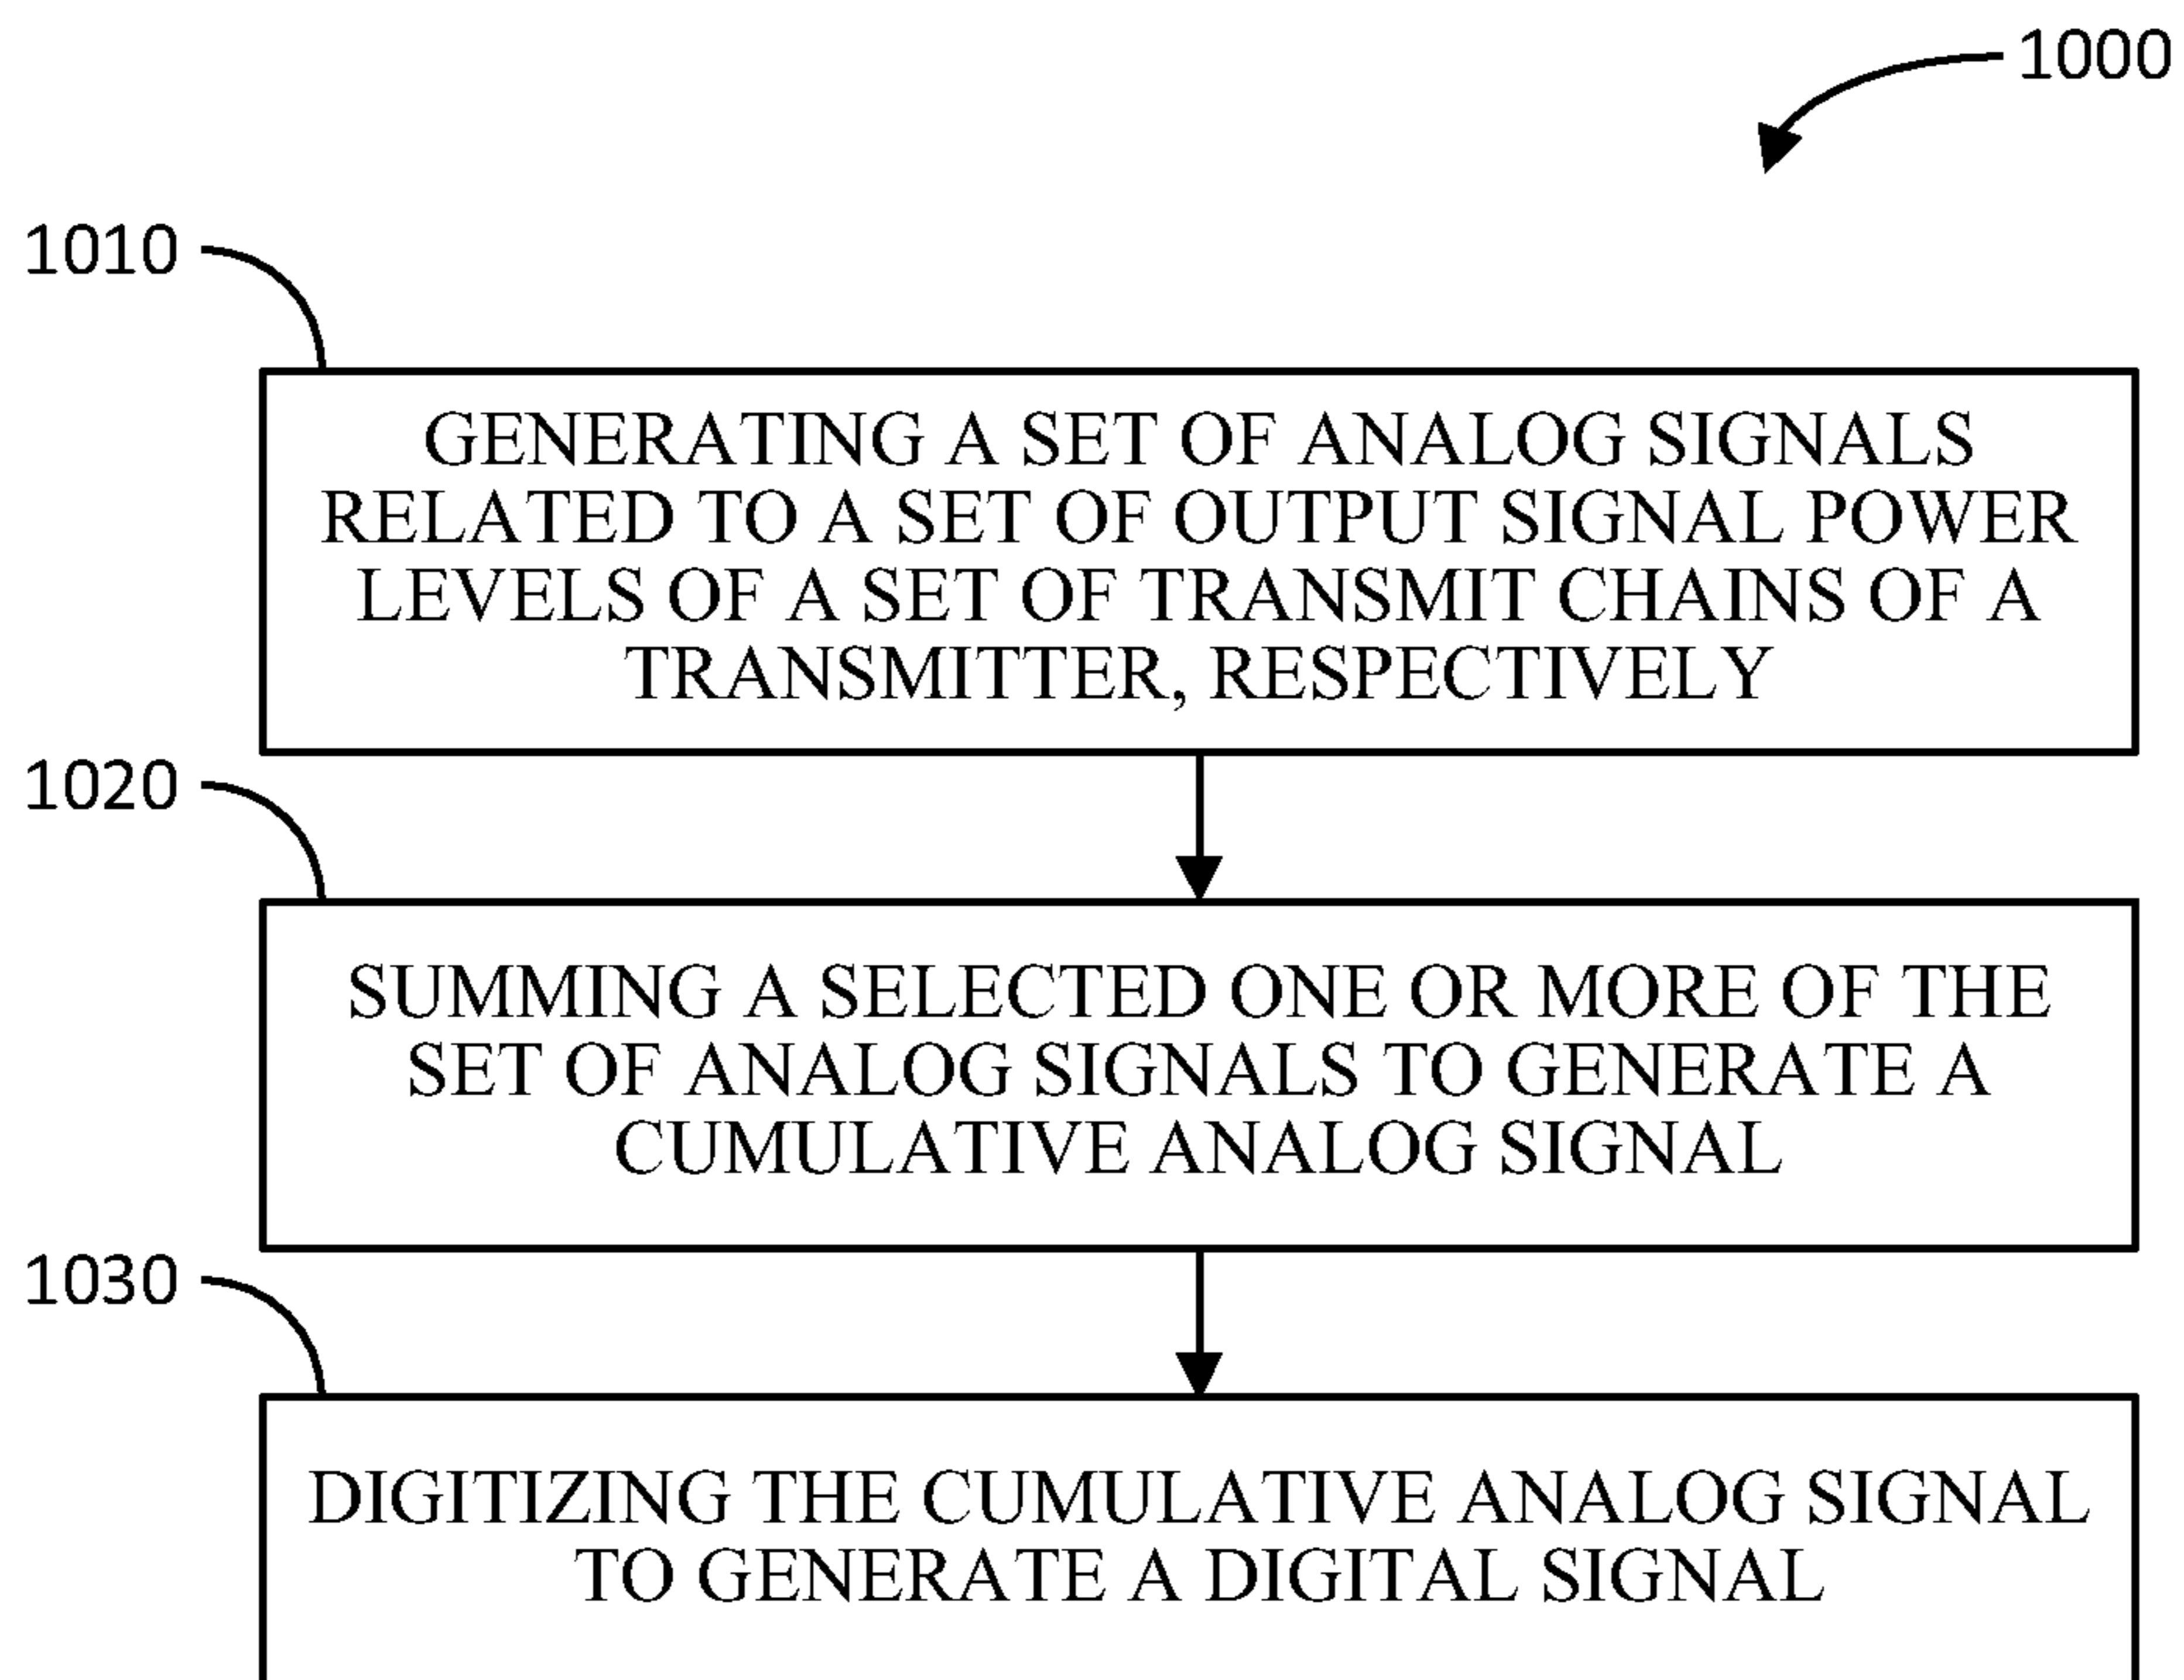 1000
1010
GENERATING A SET OF ANALOG SIGNALS
RELATED TO A SET OF OUTPUT SIGNAL POWER
LEVELS OF A SET OF TRANSMIT CHAINS OF A
TRANSMITTER, RESPECTIVELY
1020
SUMMING A SELECTED ONE OR MORE OF THE
SET OF ANALOG SIGNALS TO GENERATE A
CUMULATIVE ANALOG SIGNAL
1030
DIGITIZING THE CUMULATIVE ANALOG SIGNAL
TO GENERATE A DIGITAL SIGNAL